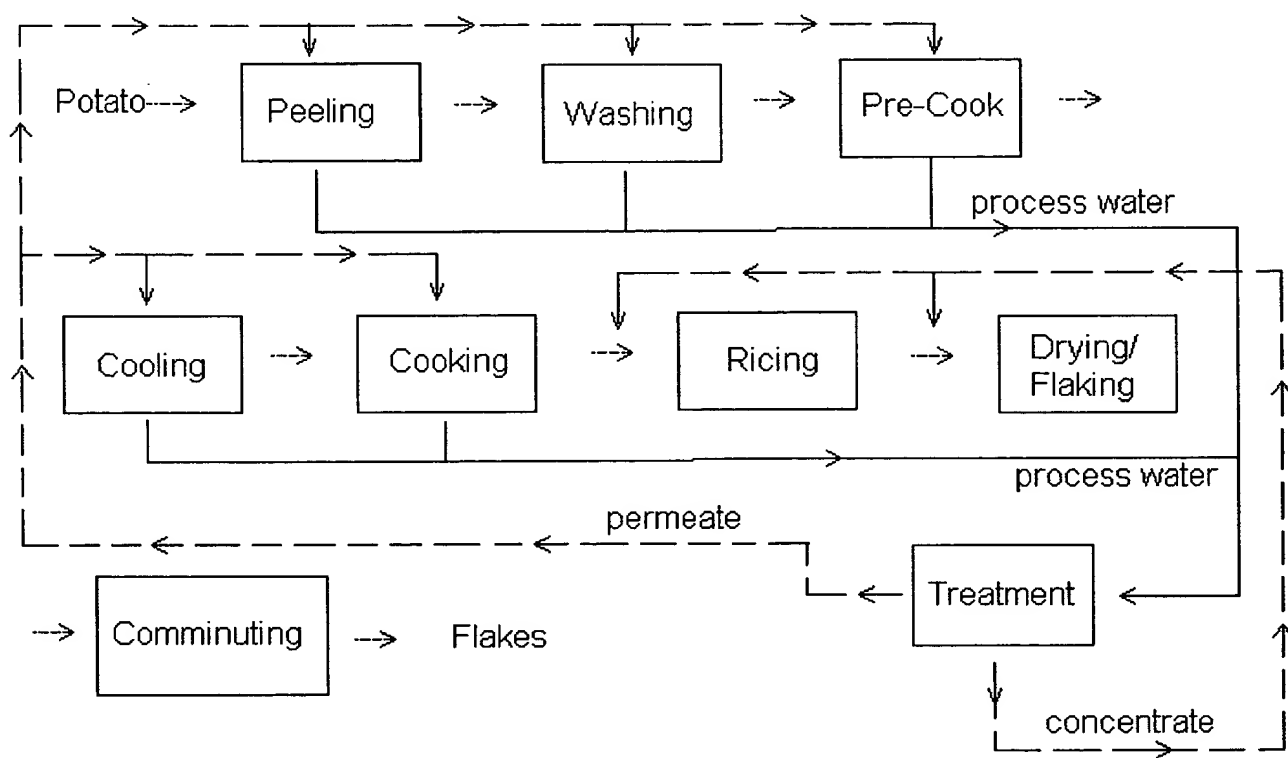 Potato
Peeling
Washing
Pre-Cook
process water
Cooling
Cooking
Ricing
Drying/
Flaking
process water
permeate
Treatment
Comminuting
Flakes
concentrate